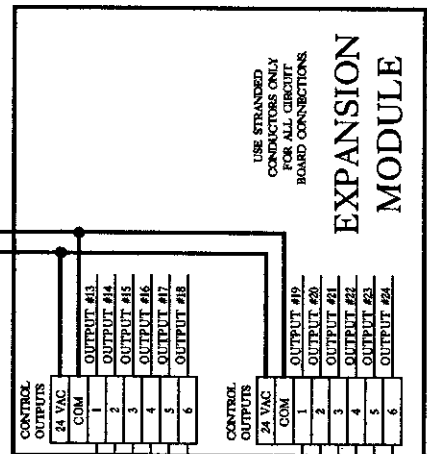 USE STRANDED
CONDUCTORS ONLY
FOR ALL CIRCUIT
BOARD CONNECTIONS.
EXPANSION
MODULE
CONTROL
OUTPUTS
24 VAC
COM
1 OUTPUT #13
2 OUTPUT #14
3 OUTPUT #15
4 OUTPUT #16
5 OUTPUT #17
6 OUTPUT #18
CONTROL
OUTPUTS
24 VAC
COM
1 OUTPUT #19
2 OUTPUT #20
3 OUTPUT #21
4 OUTPUT #22
5 OUTPUT #23
6 OUTPUT #24